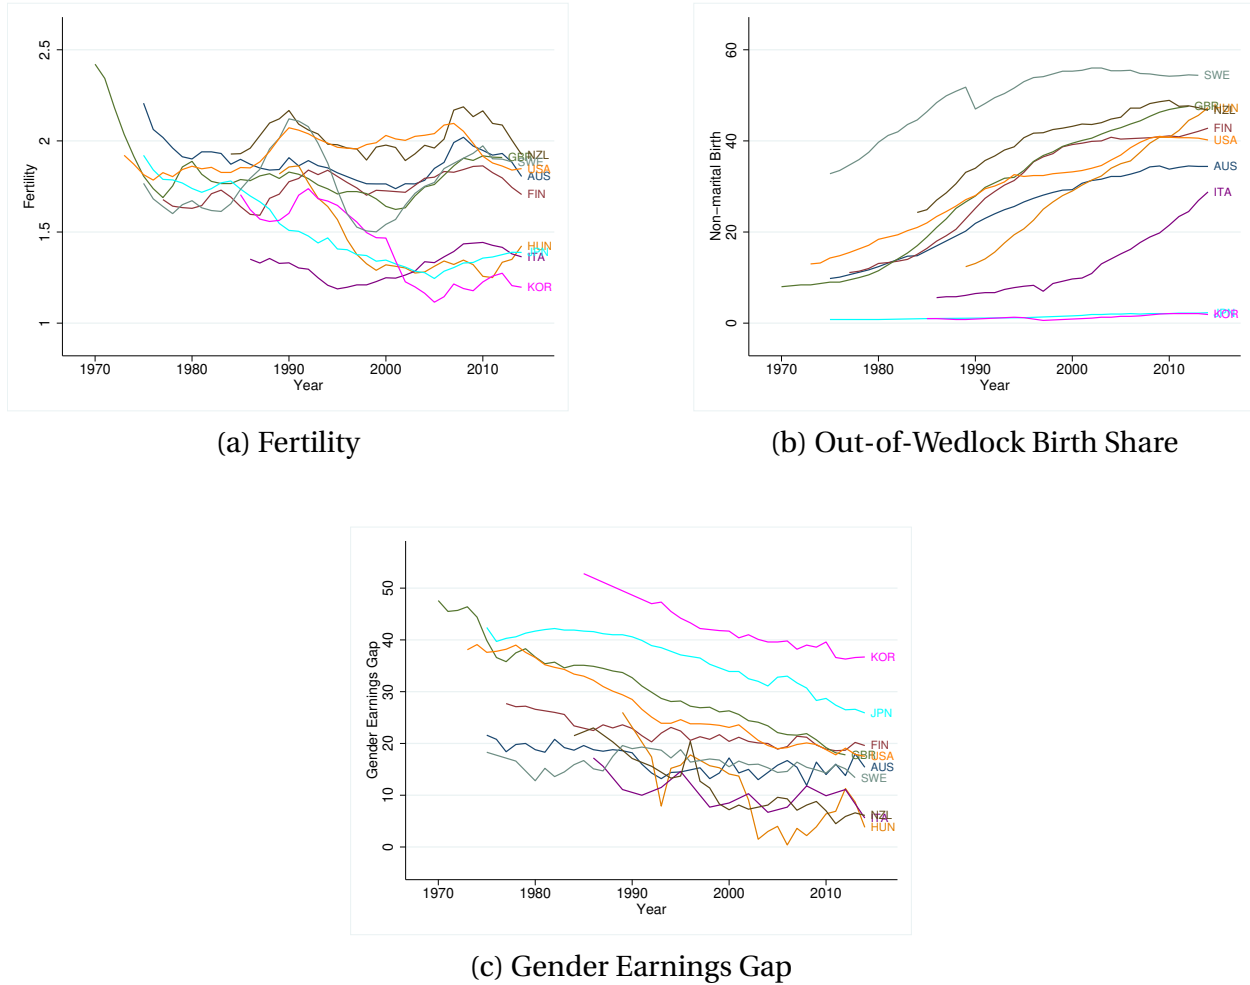 2.5
2
1.5
1
Fertility
NZL
GBR
SWE
USA
AUS
FIN
HUN
JPN
ITA
KOR
1970 1980 1990 2000 2010
Year
(a) Fertility
60
40
20
0
Non−marital Birth
SWE
GBR
HUN
NZL
FIN
USA
AUS
ITA
KOR
1970 1980 1990 2000 2010
Year
(b) Out-of-Wedlock Birth Share
50
40
30
20
10
0
Gender Earnings Gap
KOR
JPN
FIN
GBR
USA
AUS
SWE
NZL
ITA
HUN
1970 1980 1990 2000 2010
Year
(c) Gender Earnings Gap